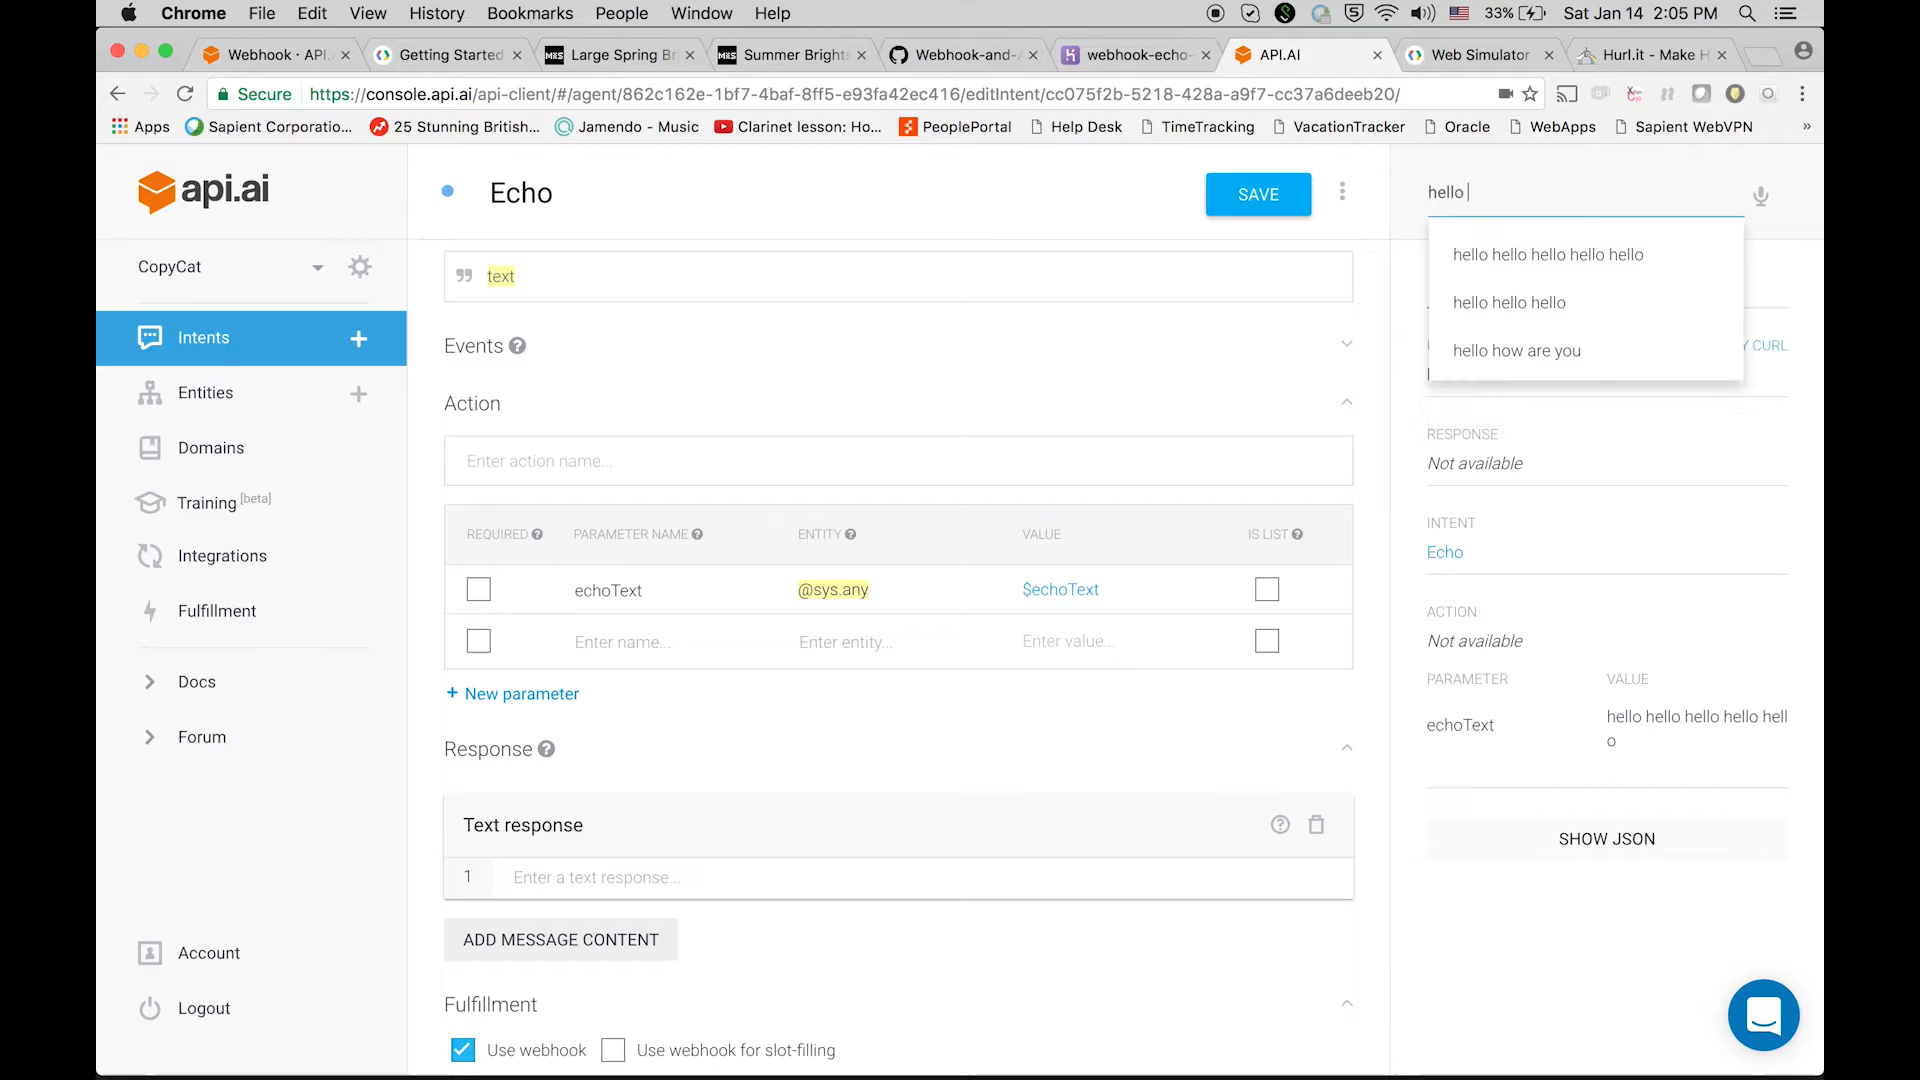 Chrome File Edit View History Bookmarks People Window Help 33% Sat Jan 14 2:05 PM
Webhook · API. Getting Started Large Spring Br Summer Bright Webhook-and- webhook-echo- API.AI Web Simulator Hurl.it - Make H
Secure https://console.api.ai/api-client/#/agent/862c162e-1bf7-4baf-8ff5-e93fa42ec416/editIntent/cc075f2b-5218-428a-a9f7-cc37a6deeb20/
Apps Sapient Corporatio... 25 Stunning British... Jamendo - Music Clarinet lesson: Ho... PeoplePortal Help Desk TimeTracking VacationTracker Oracle WebApps Sapient WebVPN »
api.ai
CopyCat
Intents +
Entities +
Domains
Training [beta]
Integrations
Fulfillment
Docs
Forum
Account
Logout
Echo
SAVE
text
Events
Action
Enter action name...
REQUIRED PARAMETER NAME ENTITY VALUE IS LIST
echoText @sys.any $echoText
Enter name... Enter entity... Enter value...
+ New parameter
Response
Text response
1 Enter a text response...
ADD MESSAGE CONTENT
Fulfillment
Use webhook Use webhook for slot-filling
hello
hello hello hello hello hello
hello hello hello
hello how are you
Y CURL
RESPONSE
Not available
INTENT
Echo
ACTION
Not available
PARAMETER VALUE
echoText hello hello hello hello hell
o
SHOW JSON